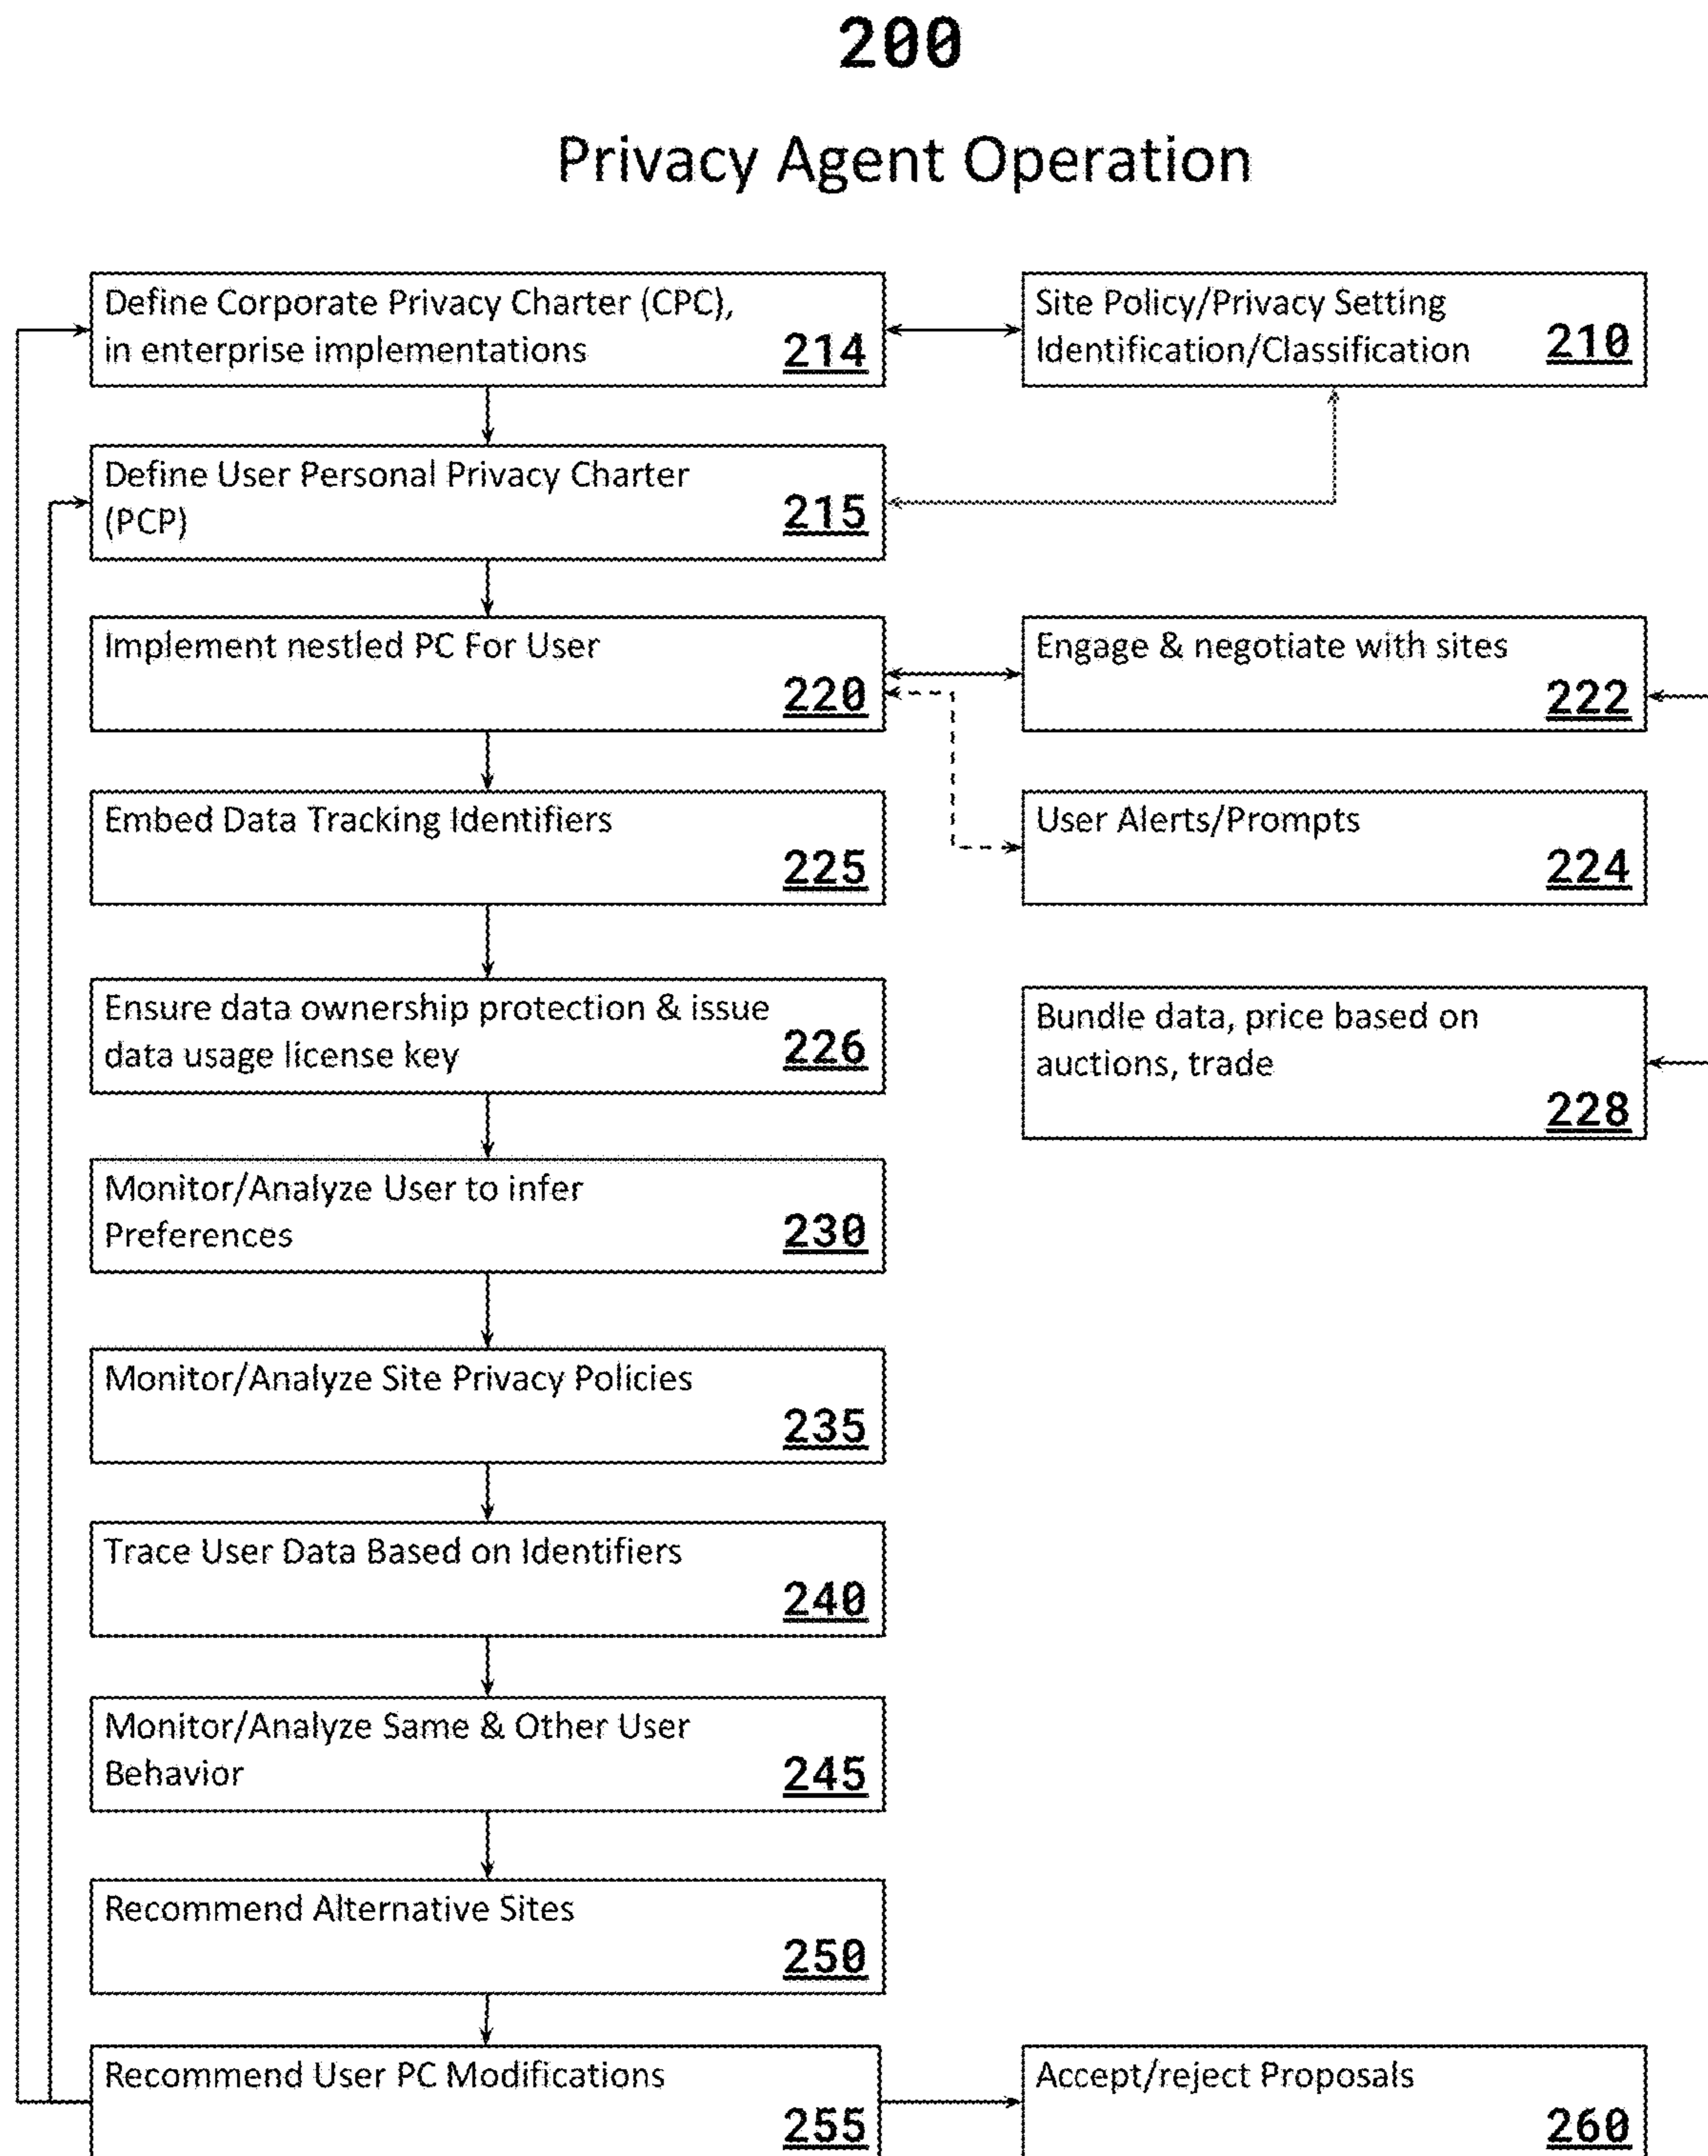 200
Privacy Agent Operation
Define Corporate Privacy Charter (CPC),
in enterprise implementations
214
Site Policy/Privacy Setting
Identification/Classification
210
Define User Personal Privacy Charter
(PCP)
215
Implement nestled PC For User
220
Engage & negotiate with sites
222
Embed Data Tracking Identifiers
225
User Alerts/Prompts
224
Ensure data ownership protection & issue
data usage license key
226
Bundle data, price based on
auctions, trade
228
Monitor/Analyze User to infer
Preferences
230
Monitor/Analyze Site Privacy Policies
235
Trace User Data Based on Identifiers
240
Monitor/Analyze Same & Other User
Behavior
245
Recommend Alternative Sites
250
Recommend User PC Modifications
255
Accept/reject Proposals
260